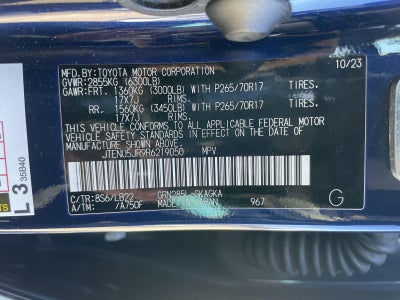 MFD.BY:TOYOTA MOTOR CORPORATION 10/23
GVWR:2855KG (6300LB)
GAWR:FRT. 1360KG (3000LB) WITH P265/70R17 TIRES.
17X7J RIMS.
RR. 1560KG (3450LB) WITH P265/70R17 TIRES.
17X7J RIMS.
THIS VEHICLE CONFORMS TO ALL APPLICABLE FEDERAL MOTOR
VEHICLE SAFETY STANDARDS IN EFFECT ON THE DATE OF
MANUFACTURE SHOWN ABOVE.
JTENU5JR9R6219050 MPV
C/TR:8S6/LB22 GRN285L-GKAGKA
A/TM: /A750F MADE IN JAPAN 967
G
L 3
35B40